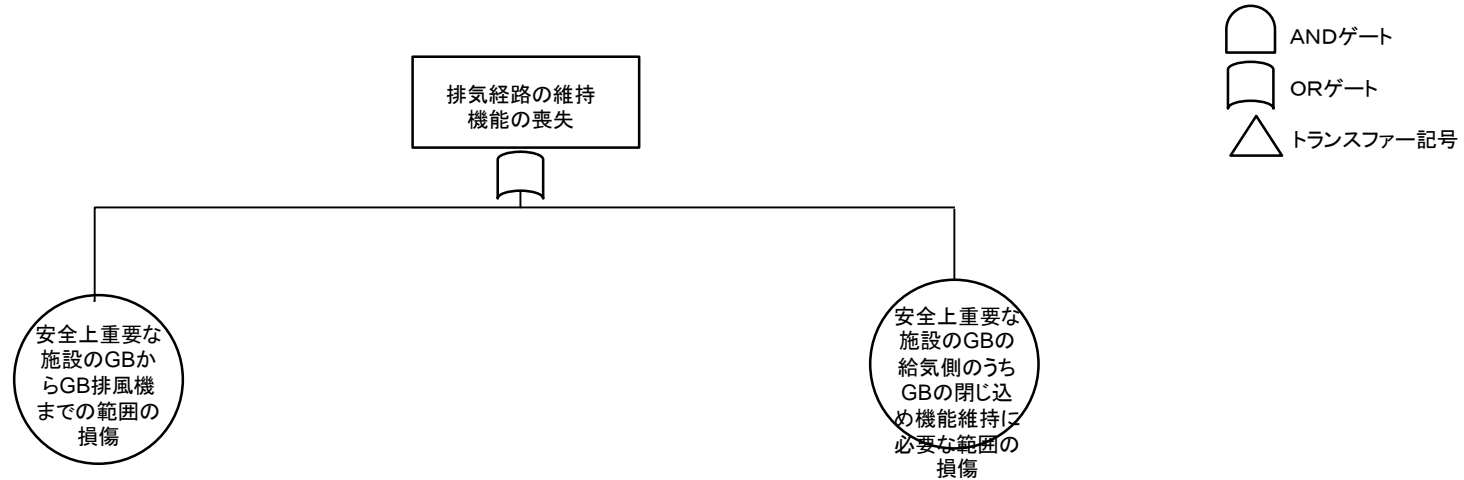 ANDゲート
ORゲート
トランスファー記号
排気経路の維持
機能の喪失
安全上重要な
施設のGBか
らGB排風機
までの範囲の
損傷
安全上重要な
施設のGBの
給気側のうち
GBの閉じ込
め機能維持に
必要な範囲の
損傷